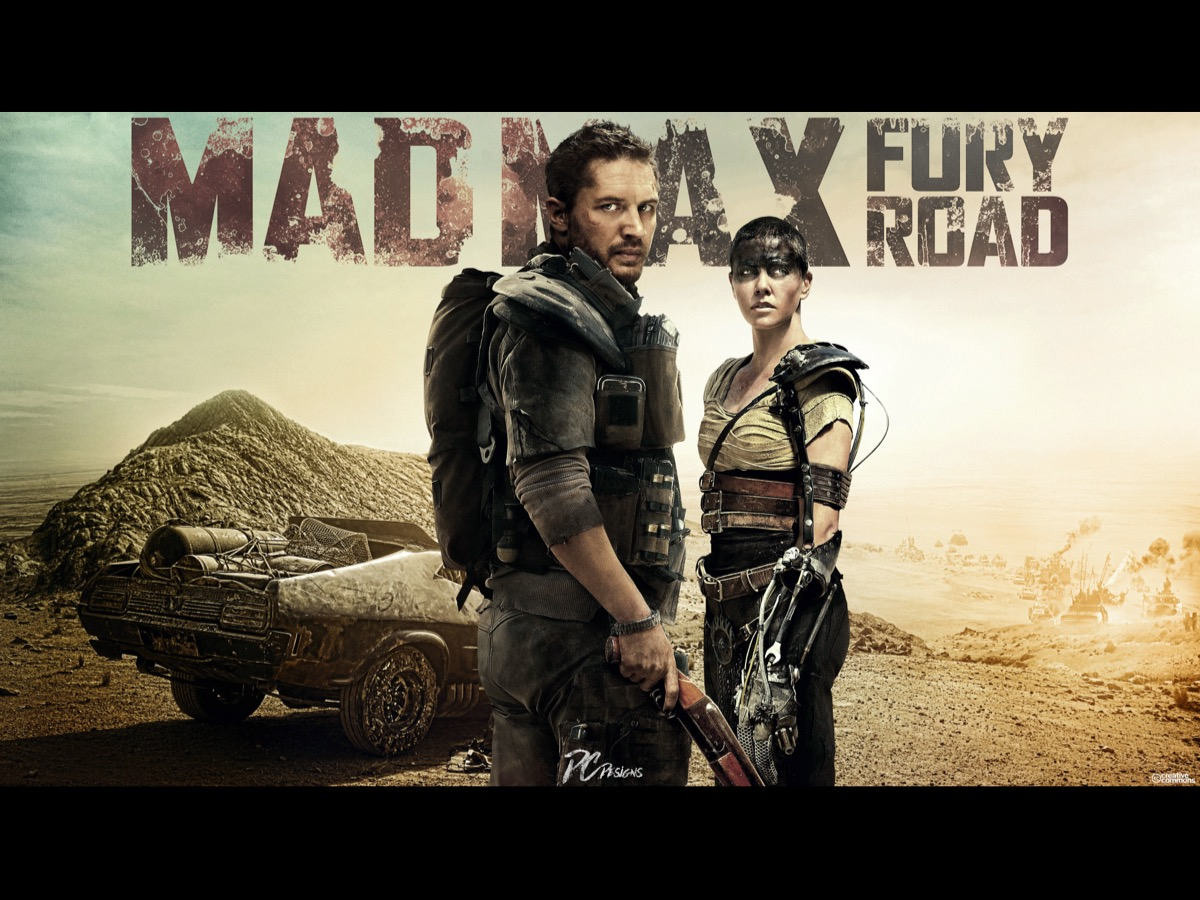 MAD MAX FURY
ROAD
PC DESIGNS
creative
commons